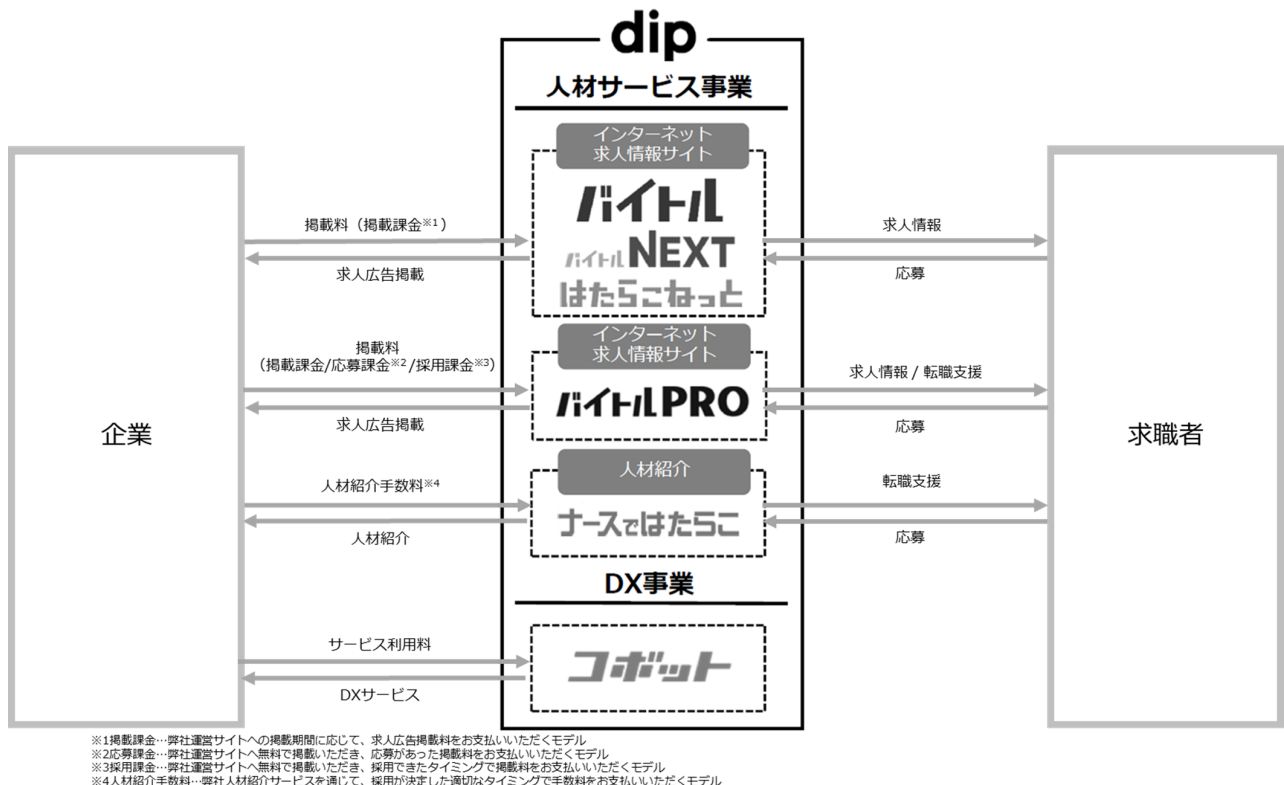 dip
人材サービス事業
インターネット
求人情報サイト
バイトル
バイトルNEXT
はたらこねっと
掲載料（掲載課金※1）
求人広告掲載
求人情報
応募
インターネット
求人情報サイト
バイトルPRO
掲載料
（掲載課金/応募課金※2/採用課金※3）
求人広告掲載
求人情報 / 転職支援
応募
企業
求職者
人材紹介
ナースではたらこ
人材紹介手数料※4
人材紹介
転職支援
応募
DX事業
コボット
サービス利用料
DXサービス
※1掲載課金…弊社運営サイトへの掲載期間に応じて、求人広告掲載料をお支払いいただくモデル
※2応募課金…弊社運営サイトへ無料で掲載いただき、応募があった掲載料をお支払いいただくモデル
※3採用課金…弊社運営サイトへ無料で掲載いただき、採用できたタイミングで掲載料をお支払いいただくモデル
※4人材紹介手数料…弊社人材紹介サービスを通じて、採用が決定した適切なタイミングで手数料をお支払いいただくモデル